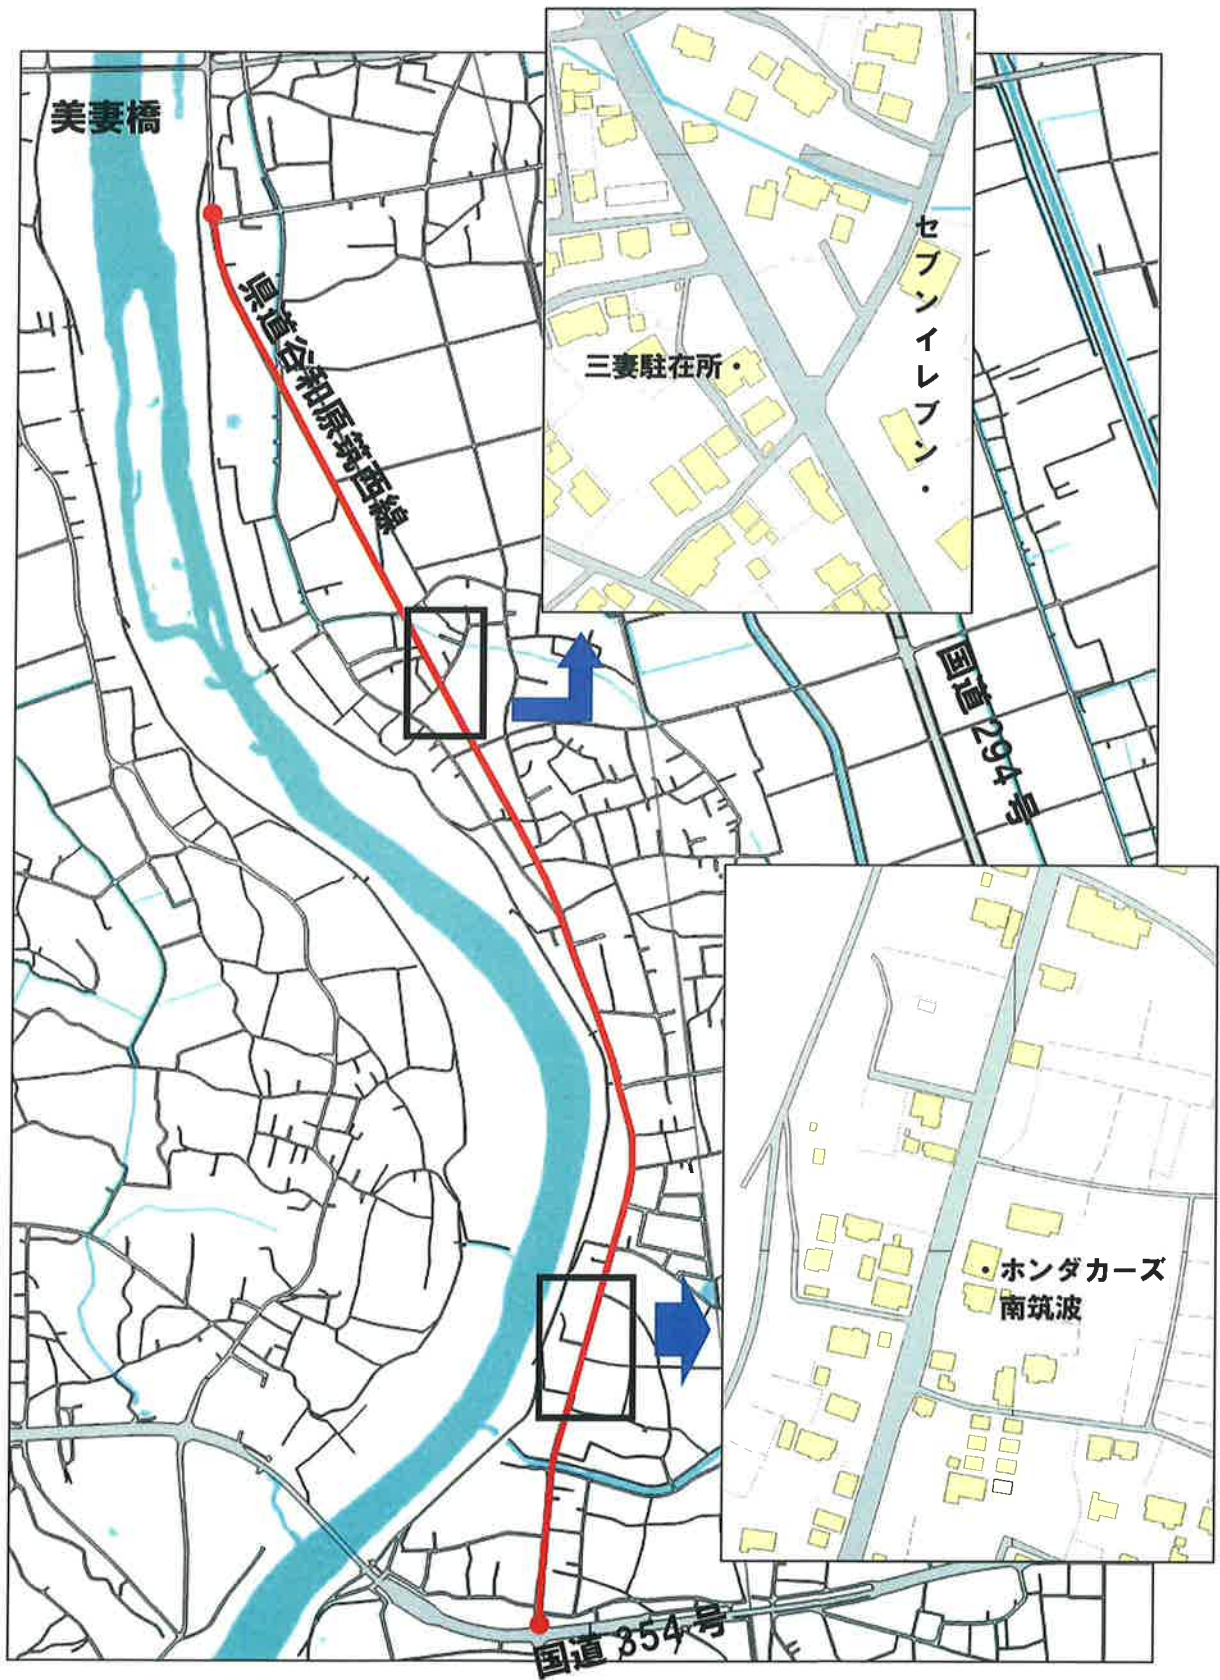 美妻橋
県道谷和原筑西線
三妻駐在所・
セブンイレブン・
国道294号
・ホンダカーズ
南筑波
国道354号